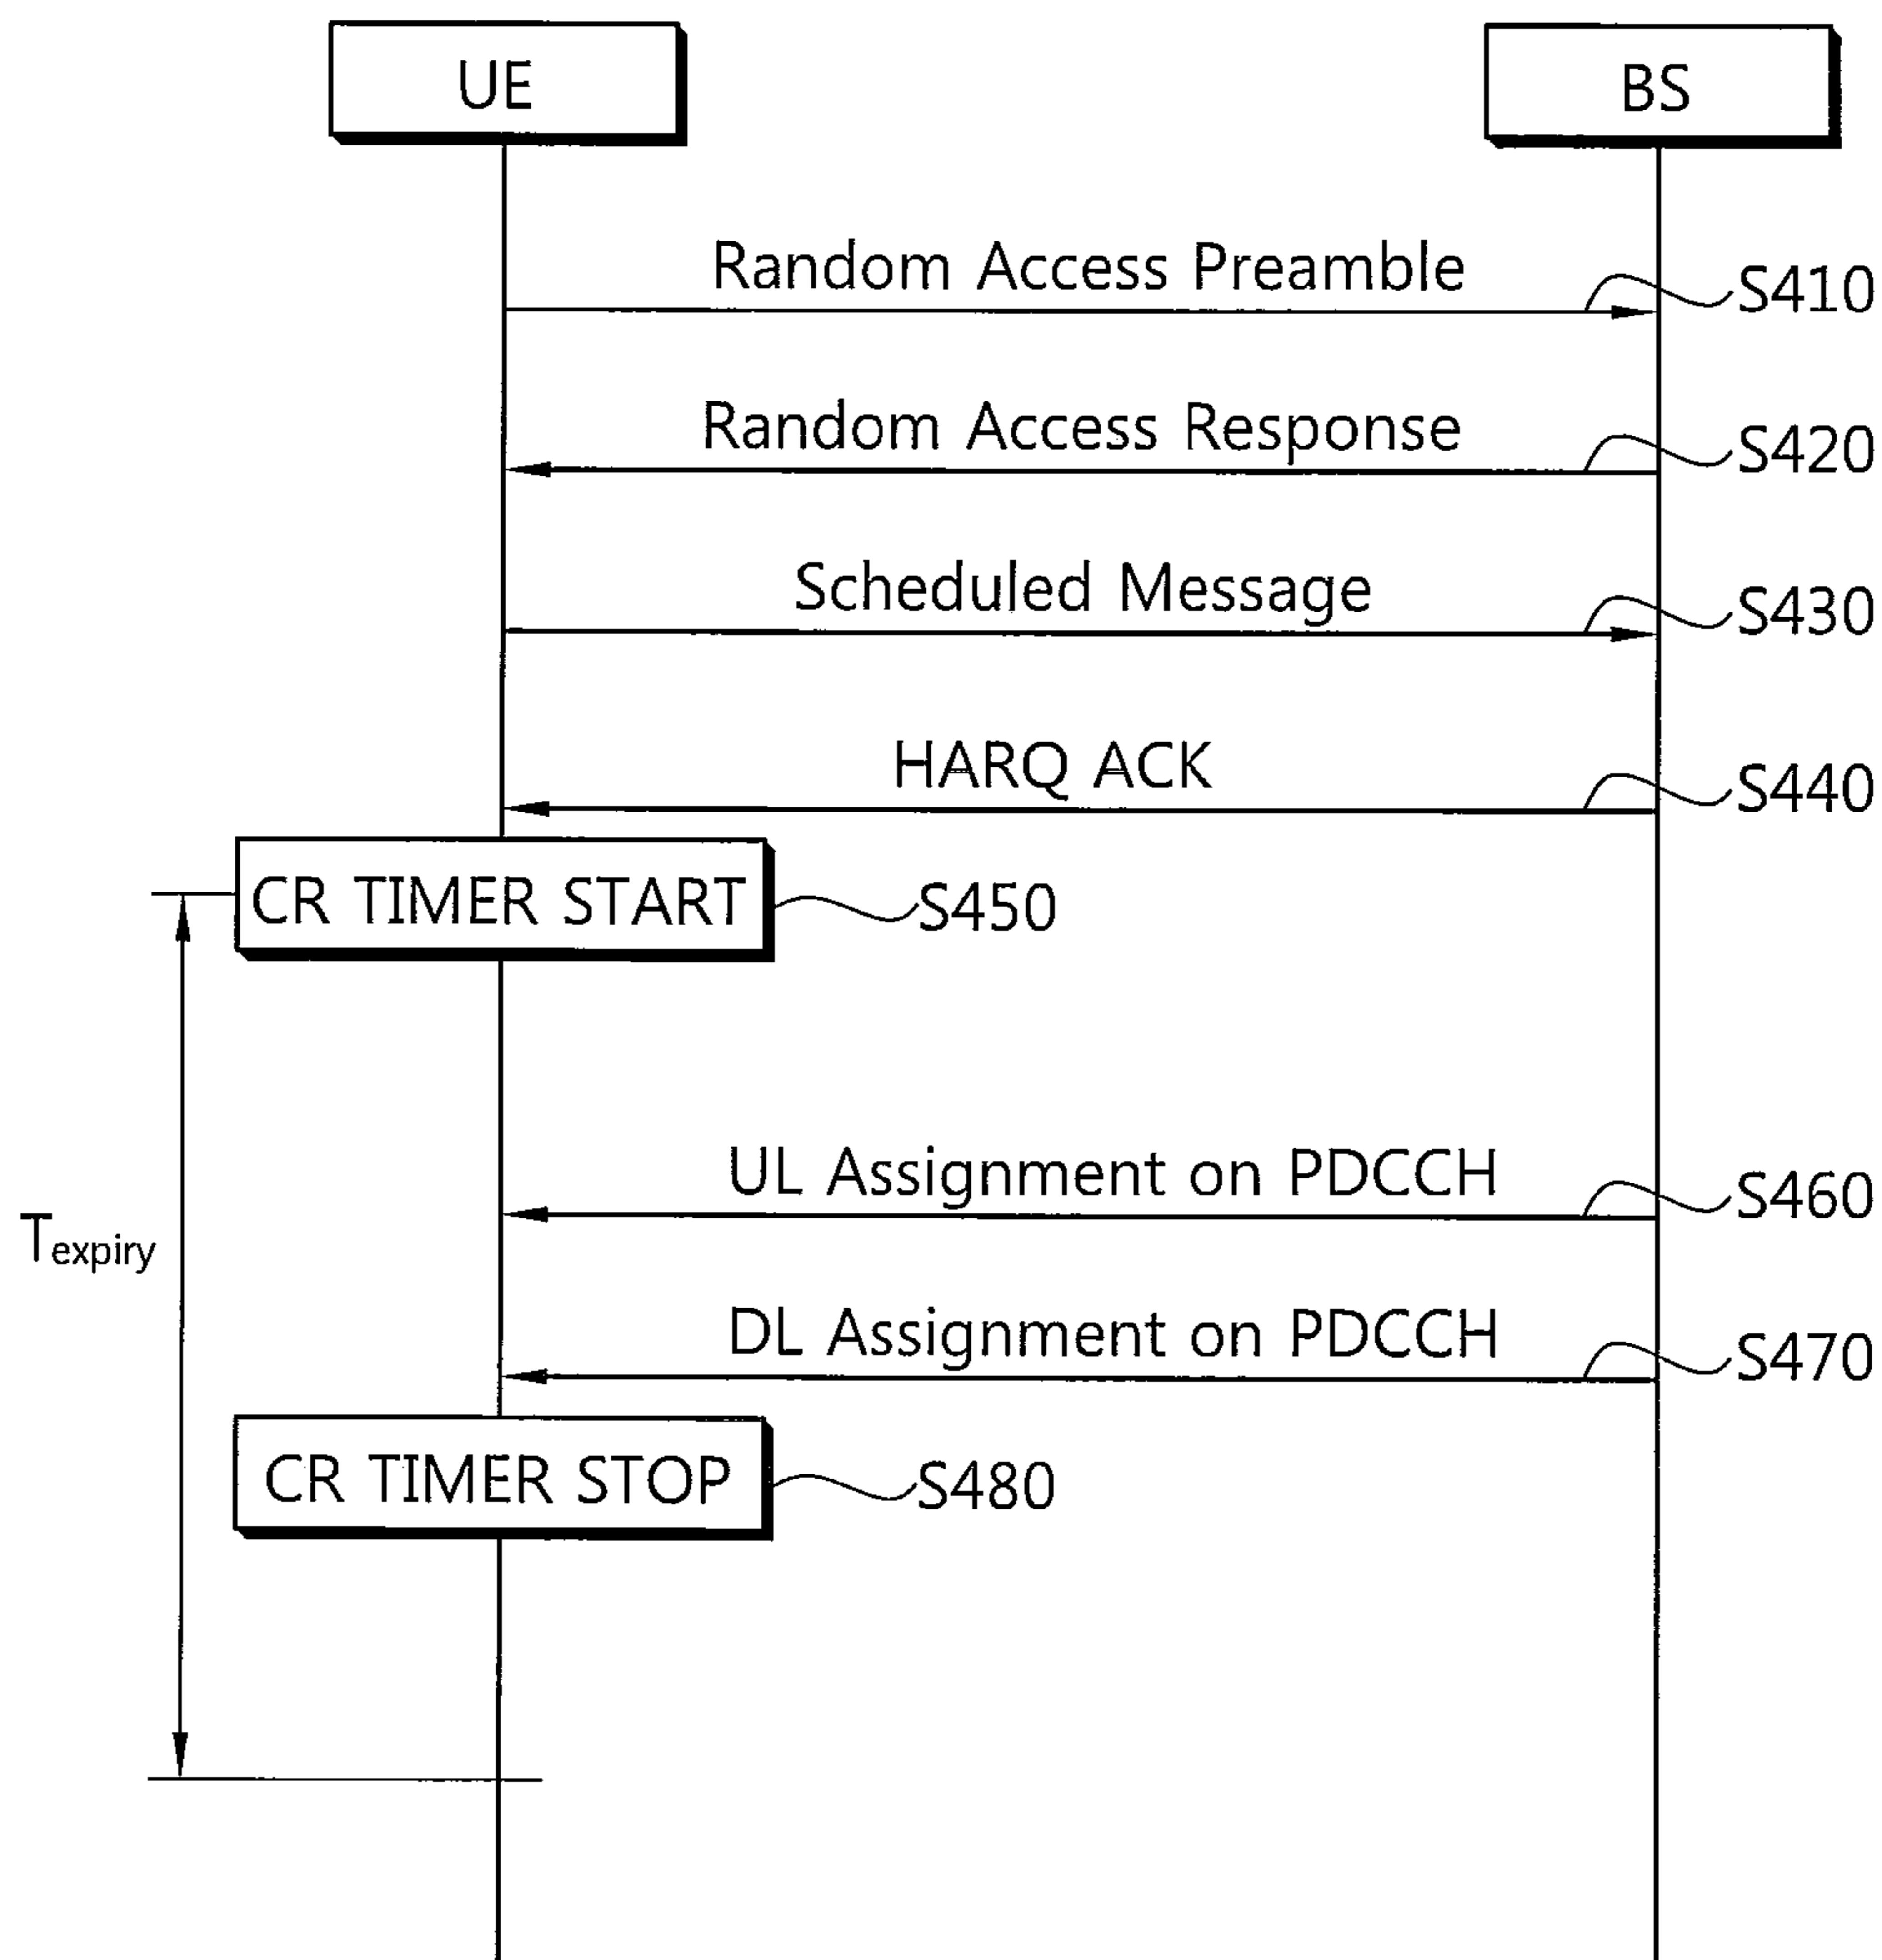 UE
BS
Random Access Preamble
S410
Random Access Response
S420
Scheduled Message
S430
HARQ ACK
S440
CR TIMER START
S450
UL Assignment on PDCCH
S460
Texpiry
DL Assignment on PDCCH
S470
CR TIMER STOP
S480